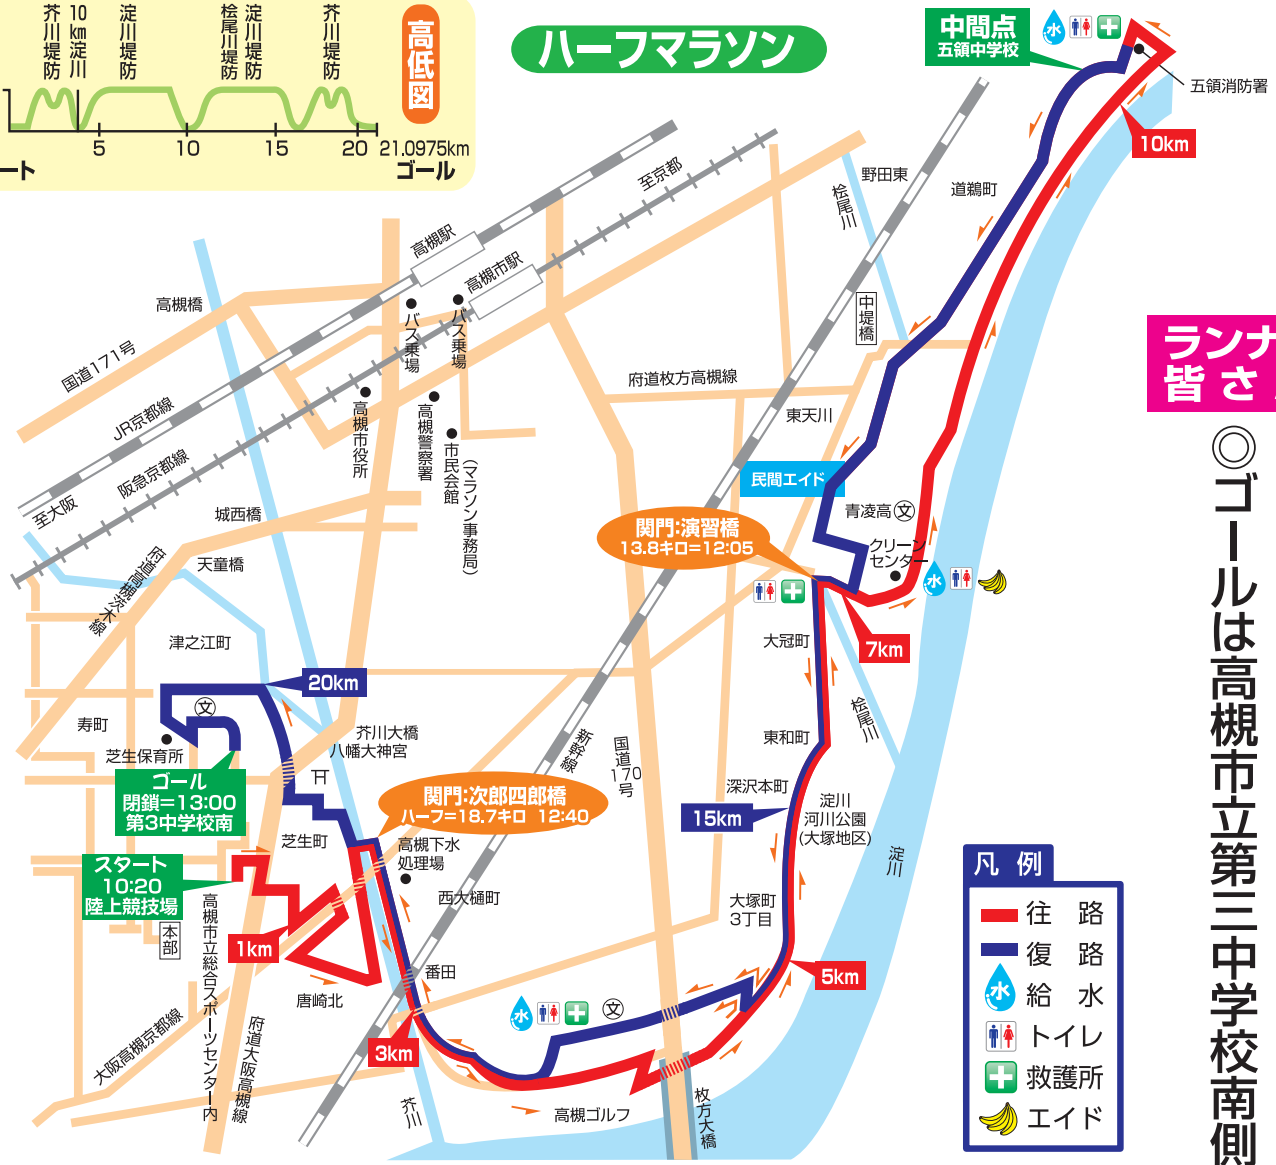 芥川堤防
10km淀川
淀川堤防
桧尾川堤防
淀川堤防
芥川堤防
高低図
5
10
15
20
21.0975km
ート
ゴール
ハーフマラソン
中間点
五領中学校
水
五領消防署
10km
野田東
道鵜町
桧尾川
至京都
高槻駅
高槻市駅
高槻橋
バス乗場
バス乗場
中堤橋
国道171号
JR京都線
阪急京都線
至大阪
府道枚方高槻線
東天川
高槻市役所
高槻警察署
市民会館
(マラソン事務局)
民間エイド
城西橋
天童橋
青凌高
文
クリーン
センター
関門:演習橋
13.8キロ=12:05
水
府道高槻茨木線
津之江町
大冠町
7km
20km
文
寿町
芝生保育所
芥川大橋
八幡大神宮
新幹線
国道170号
東和町
桧尾川
ゴール
閉鎖=13:00
第3中学校南
関門:次郎四郎橋
ハーフ=18.7キロ 12:40
深沢本町
15km
淀川
河川公園
(大塚地区)
淀川
芝生町
高槻下水
処理場
スタート
10:20
陸上競技場
西大樋町
大塚町
3丁目
本部
高槻市立総合スポーツセンター内
1km
番田
唐崎北
5km
水
文
3km
大阪高槻京都線
府道大阪高槻線
芥川
高槻ゴルフ
枚方大橋
凡 例
往 路
復 路
水
給 水
トイレ
救護所
エイド
ランナ
皆さ
◎ゴールは高槻市立第三中学校南側